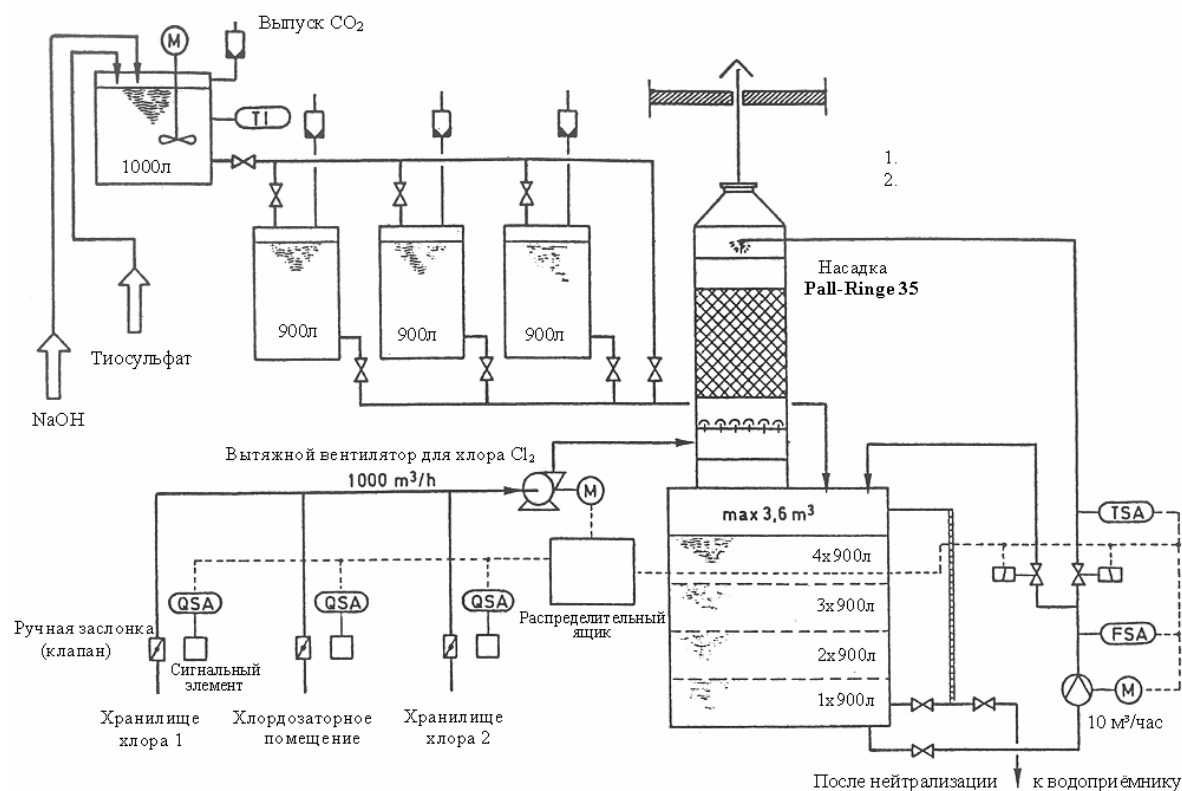 Выпуск CO2
M
TI
1000л
1.
2.
Насадка
Pall-Ringe 35
900л
900л
900л
Тиосульфат
NaOH
Вытяжной вентилятор для хлора Cl2
1000 m³/h
M
max 3,6 m³
TSA
4x900л
QSA
QSA
QSA
3x900л
Распределительный
ящик
Ручная заслонка
(клапан)
FSA
2x900л
Сигнальный
элемент
1x900л
M
10 м³/час
Хранилище
хлора 1
Хлордозаторное
помещение
Хранилище
хлора 2
После нейтрализации
к водоприёмнику